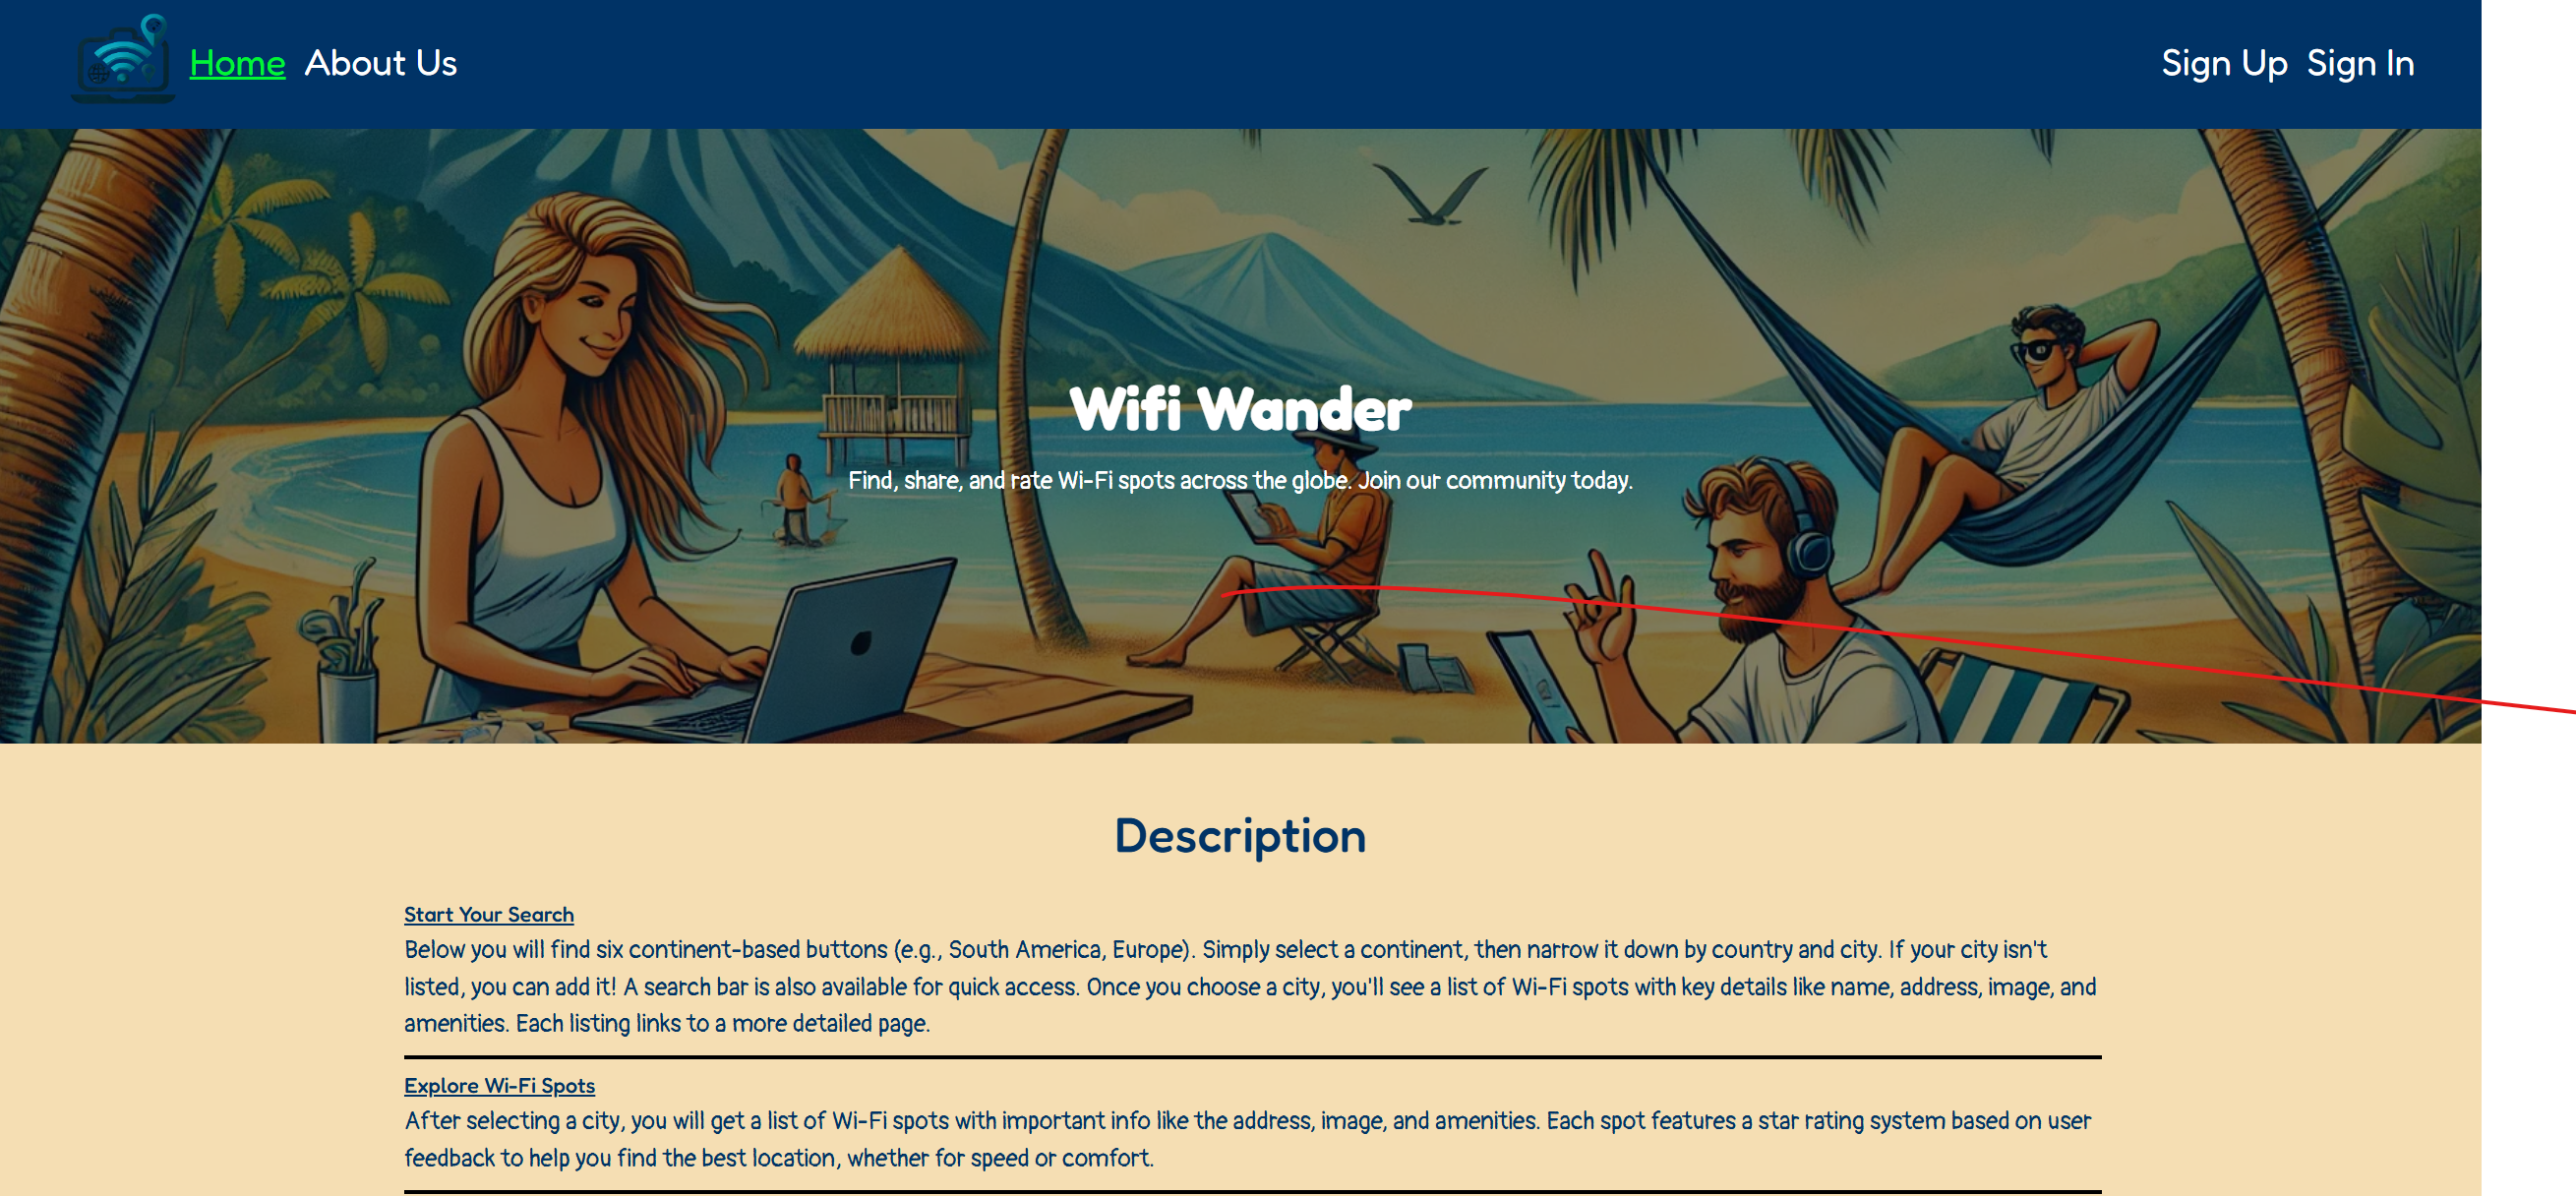 Home About Us Sign Up Sign In
Wifi Wander
Find, share, and rate Wi-Fi spots across the globe. Join our community today.
Description
Start Your Search
Below you will find six continent-based buttons (e.g., South America, Europe). Simply select a continent, then narrow it down by country and city. If your city isn't
listed, you can add it! A search bar is also available for quick access. Once you choose a city, you'll see a list of Wi-Fi spots with key details like name, address, image, and
amenities. Each listing links to a more detailed page.
Explore Wi-Fi Spots
After selecting a city, you will get a list of Wi-Fi spots with important info like the address, image, and amenities. Each spot features a star rating system based on user
feedback to help you find the best location, whether for speed or comfort.